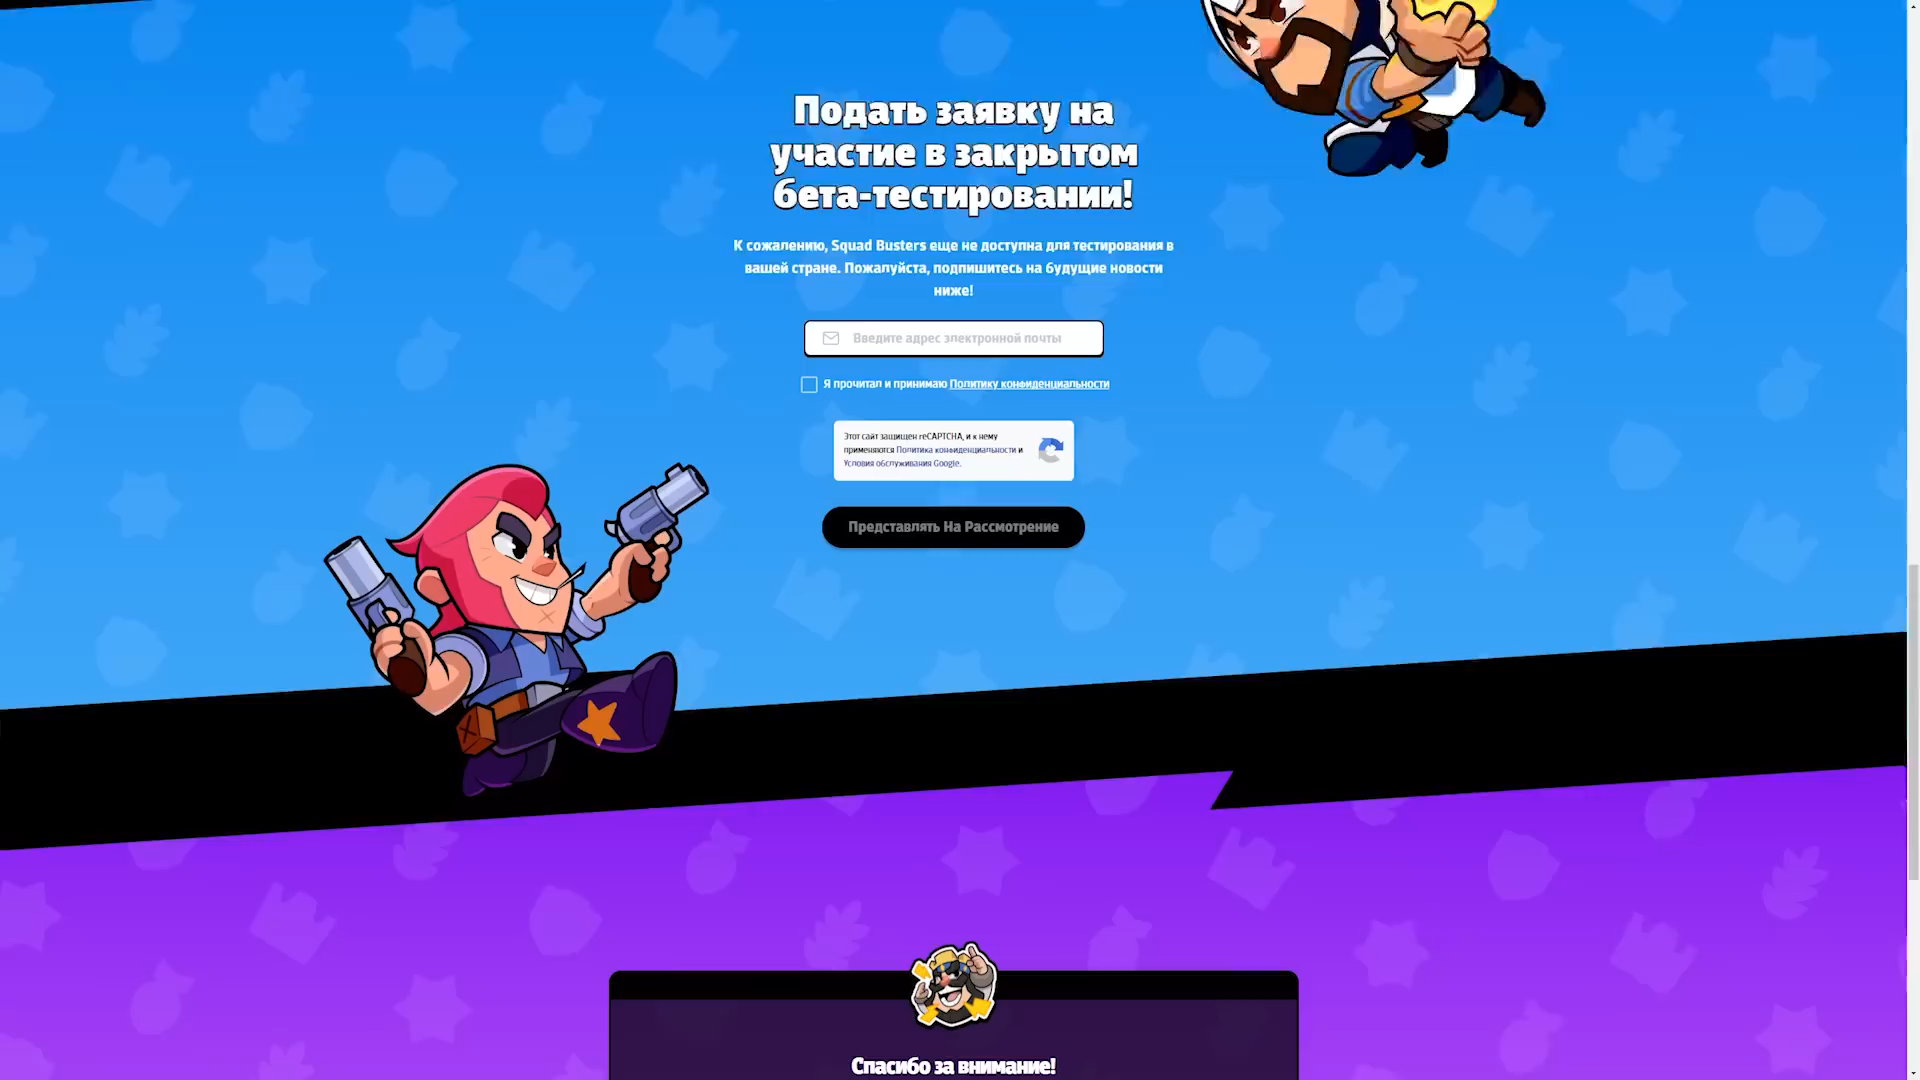 Подать заявку на
участие в закрытом
бета-тестировании!
К сожалению, Squad Busters еще не доступна для тестирования в
вашей стране. Пожалуйста, подпишитесь на будущие новости
ниже!
Введите адрес электронной почты
Я прочитал и принимаю Политику конфиденциальности
Этот сайт защищен reCAPTCHA, и к нему
применяются Политика конфиденциальности и
Условия обслуживания Google.
Представлять На Рассмотрение
Спасибо за внимание!